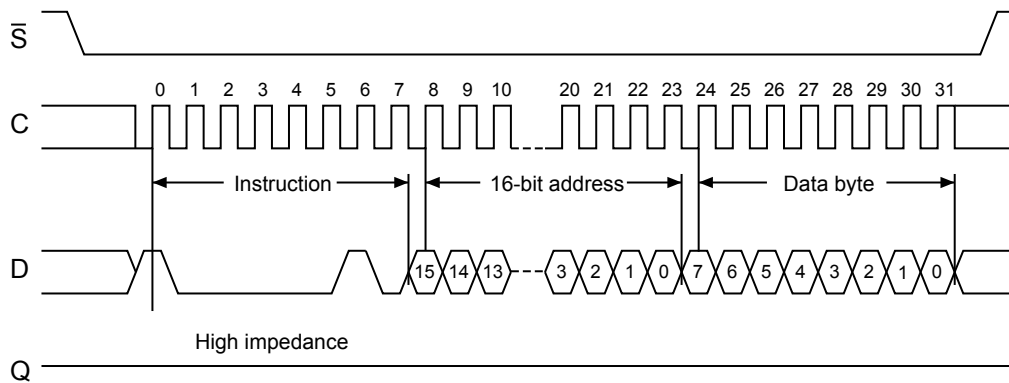 S̅
0 1 2 3 4 5 6 7 8 9 10 20 21 22 23 24 25 26 27 28 29 30 31
C
Instruction 16-bit address Data byte
D
15 14 13 3 2 1 0 7 6 5 4 3 2 1 0
High impedance
Q